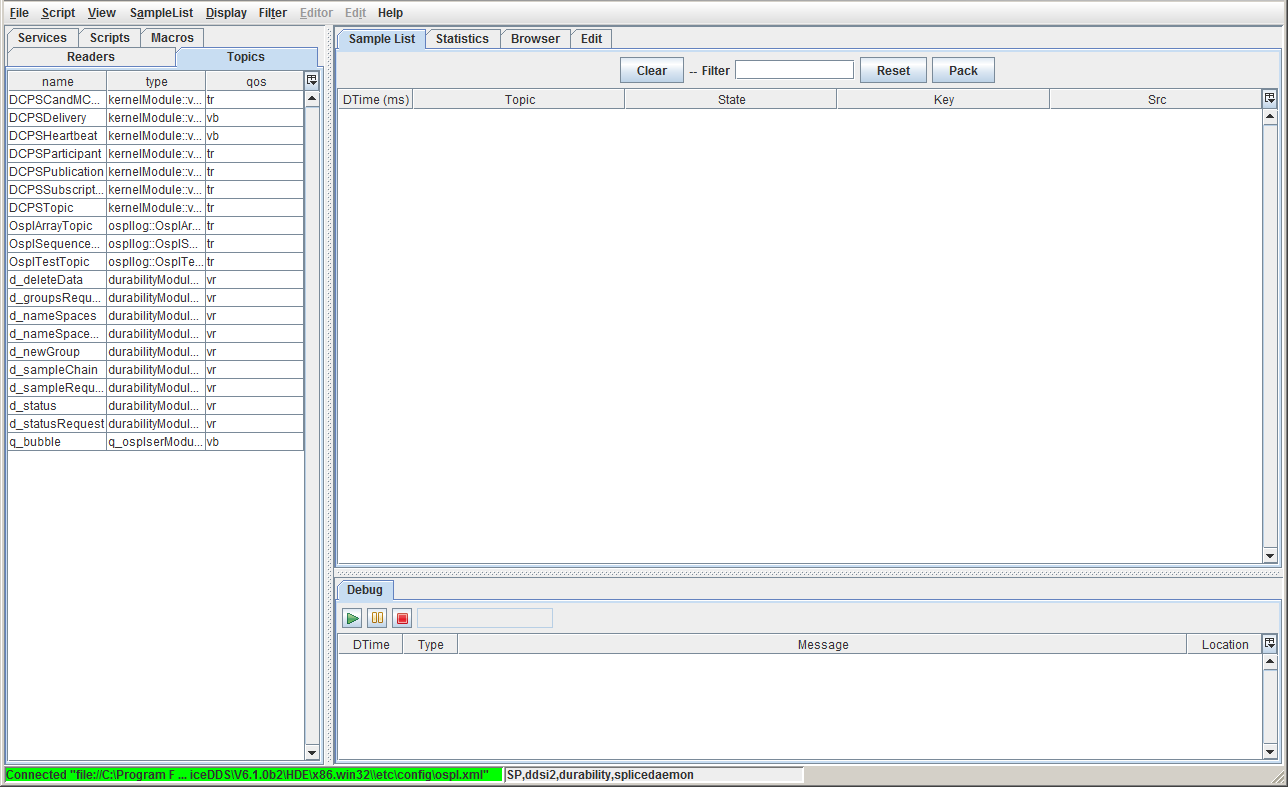 File Script View SampleList Display Filter Editor Edit Help
Services Scripts Macros
Readers Topics
name type qos
DCPSCandMC... kernelModule::v... tr
DCPSDelivery kernelModule::v... vb
DCPSHeartbeat kernelModule::v... vb
DCPSParticipant kernelModule::v... tr
DCPSPublication kernelModule::v... tr
DCPSSubscript... kernelModule::v... tr
DCPSTopic kernelModule::v... tr
OsplArrayTopic ospllog::OsplAr... tr
OsplSequence... ospllog::OsplS... tr
OsplTestTopic ospllog::OsplTe... tr
d_deleteData durabilityModul... vr
d_groupsRequ... durabilityModul... vr
d_nameSpaces durabilityModul... vr
d_nameSpace... durabilityModul... vr
d_newGroup durabilityModul... vr
d_sampleChain durabilityModul... vr
d_sampleRequ... durabilityModul... vr
d_status durabilityModul... vr
d_statusRequest durabilityModul... vr
q_bubble q_osplserModu... vb
Sample List Statistics Browser Edit
Clear -- Filter Reset Pack
DTime (ms) Topic State Key Src
Debug
DTime Type Message Location
Connected "file://C:\Program F ... iceDDS\V6.1.0b2\HDE\x86.win32\\etc\config\ospl.xml" SP,ddsi2,durability,splicedaemon